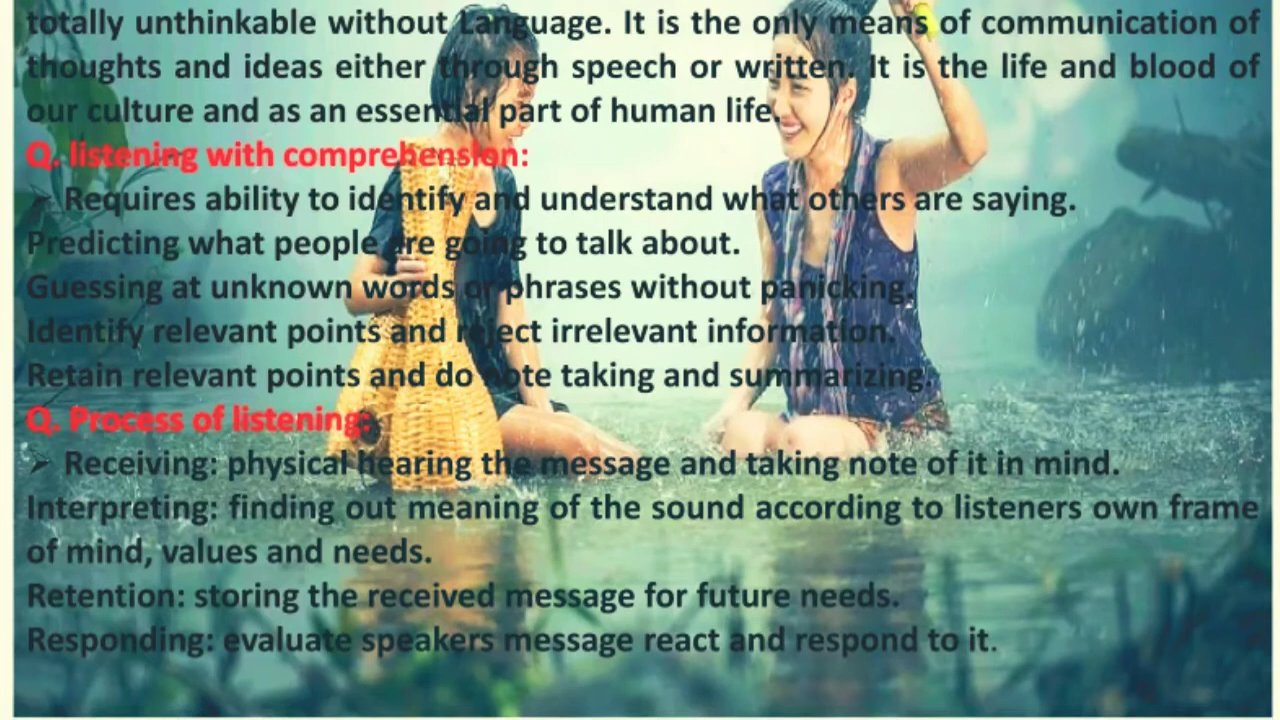 totally unthinkable without Language. It is the only means of communication of
thoughts and ideas either through speech or written. It is the life and blood of
our culture and as an essential part of human life.
Q. listening with comprehension:
➢ Requires ability to identify and understand what others are saying.
Predicting what people are going to talk about.
Guessing at unknown words or phrases without panicking.
Identify relevant points and reject irrelevant information.
Retain relevant points and do note taking and summarizing.
Q. Process of listening:
➢ Receiving: physical hearing the message and taking note of it in mind.
Interpreting: finding out meaning of the sound according to listeners own frame
of mind, values and needs.
Retention: storing the received message for future needs.
Responding: evaluate speakers message react and respond to it.